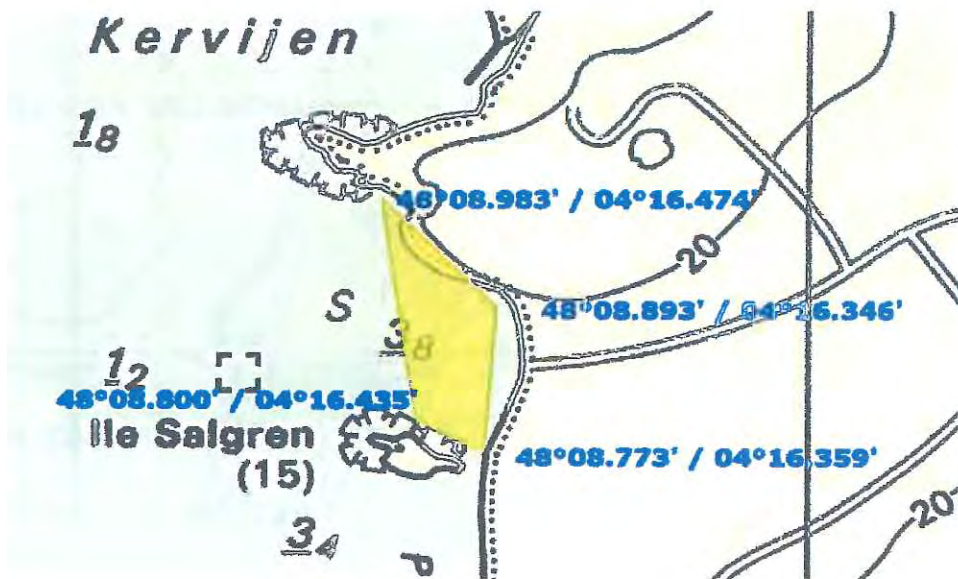 Kervijen
1₈
48°08.983' / 04°16.474'
20
S
48°08.893' / 04°16.346'
3₈
1₂
48°08.800' / 04°16.435'
Ile Salgren
(15)
48°08.773' / 04°16.359'
20
3₄
P